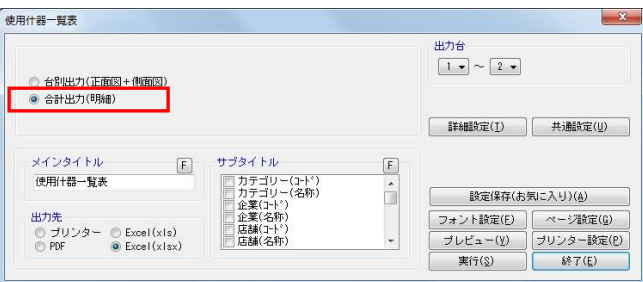 使用什器一覧表
出力台
1 ～ 2
台別出力(正面図＋側面図)
合計出力(明細)
詳細設定(I)
共通設定(U)
メインタイトル
F
使用什器一覧表
サブタイトル
F
カテゴリー(ｺｰﾄﾞ)
カテゴリー(名称)
企業(ｺｰﾄﾞ)
企業(名称)
店舗(ｺｰﾄﾞ)
店舗(名称)
出力先
プリンター
Excel(xls)
PDF
Excel(xlsx)
設定保存(お気に入り)(A)
フォント設定(F)
ページ設定(G)
プレビュー(V)
プリンター設定(P)
実行(S)
終了(E)